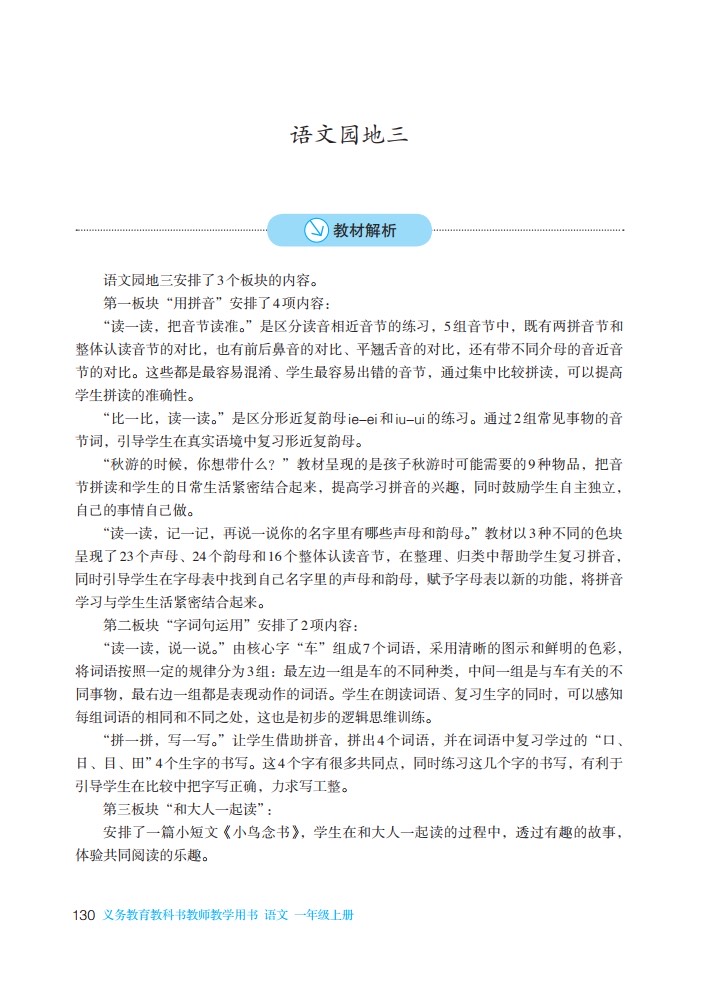 语文园地三
教材解析
语文园地三安排了3个板块的内容。
第一板块“用拼音”安排了4项内容：
“读一读，把音节读准。”是区分读音相近音节的练习，5组音节中，既有两拼音节和
整体认读音节的对比，也有前后鼻音的对比、平翘舌音的对比，还有带不同介母的音近音
节的对比。这些都是最容易混淆、学生最容易出错的音节，通过集中比较拼读，可以提高
学生拼读的准确性。
“比一比，读一读。”是区分形近复韵母ie–ei和iu–ui的练习。通过2组常见事物的音
节词，引导学生在真实语境中复习形近复韵母。
“秋游的时候，你想带什么？”教材呈现的是孩子秋游时可能需要的9种物品，把音
节拼读和学生的日常生活紧密结合起来，提高学习拼音的兴趣，同时鼓励学生自主独立，
自己的事情自己做。
“读一读，记一记，再说一说你的名字里有哪些声母和韵母。”教材以3种不同的色块
呈现了23个声母、24个韵母和16个整体认读音节，在整理、归类中帮助学生复习拼音，
同时引导学生在字母表中找到自己名字里的声母和韵母，赋予字母表以新的功能，将拼音
学习与学生生活紧密结合起来。
第二板块“字词句运用”安排了2项内容：
“读一读，说一说。”由核心字“车”组成7个词语，采用清晰的图示和鲜明的色彩，
将词语按照一定的规律分为3组：最左边一组是车的不同种类，中间一组是与车有关的不
同事物，最右边一组都是表现动作的词语。学生在朗读词语、复习生字的同时，可以感知
每组词语的相同和不同之处，这也是初步的逻辑思维训练。
“拼一拼，写一写。”让学生借助拼音，拼出4个词语，并在词语中复习学过的“口、
日、目、田”4个生字的书写。这4个字有很多共同点，同时练习这几个字的书写，有利于
引导学生在比较中把字写正确，力求写工整。
第三板块“和大人一起读”：
安排了一篇小短文《小鸟念书》，学生在和大人一起读的过程中，透过有趣的故事，
体验共同阅读的乐趣。
130 义务教育教科书教师教学用书 语文 一年级上册